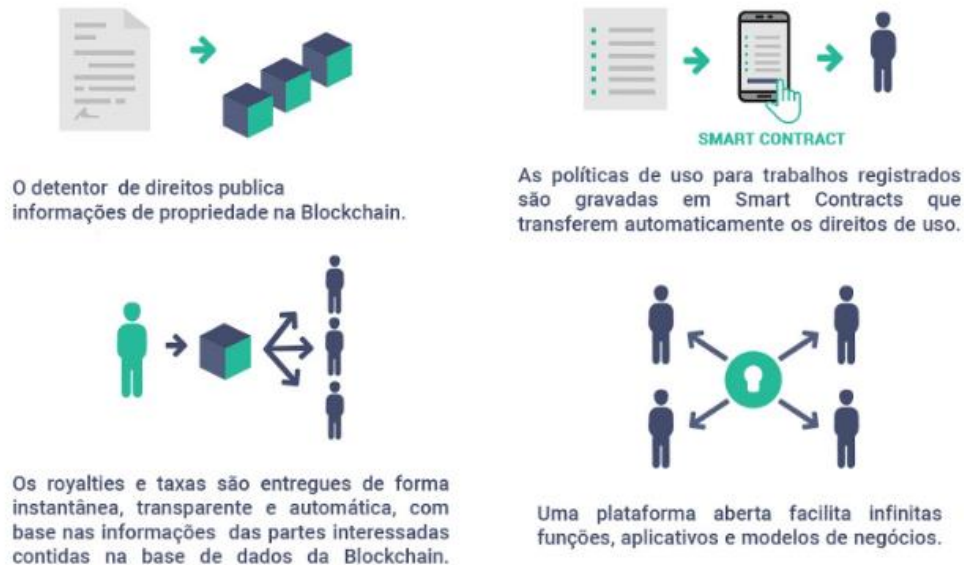 O detentor de direitos publica
informações de propriedade na Blockchain.
SMART CONTRACT
As políticas de uso para trabalhos registrados
são gravadas em Smart Contracts que
transferem automaticamente os direitos de uso.
Os royalties e taxas são entregues de forma
instantânea, transparente e automática, com
base nas informações das partes interessadas
contidas na base de dados da Blockchain.
Uma plataforma aberta facilita infinitas
funções, aplicativos e modelos de negócios.